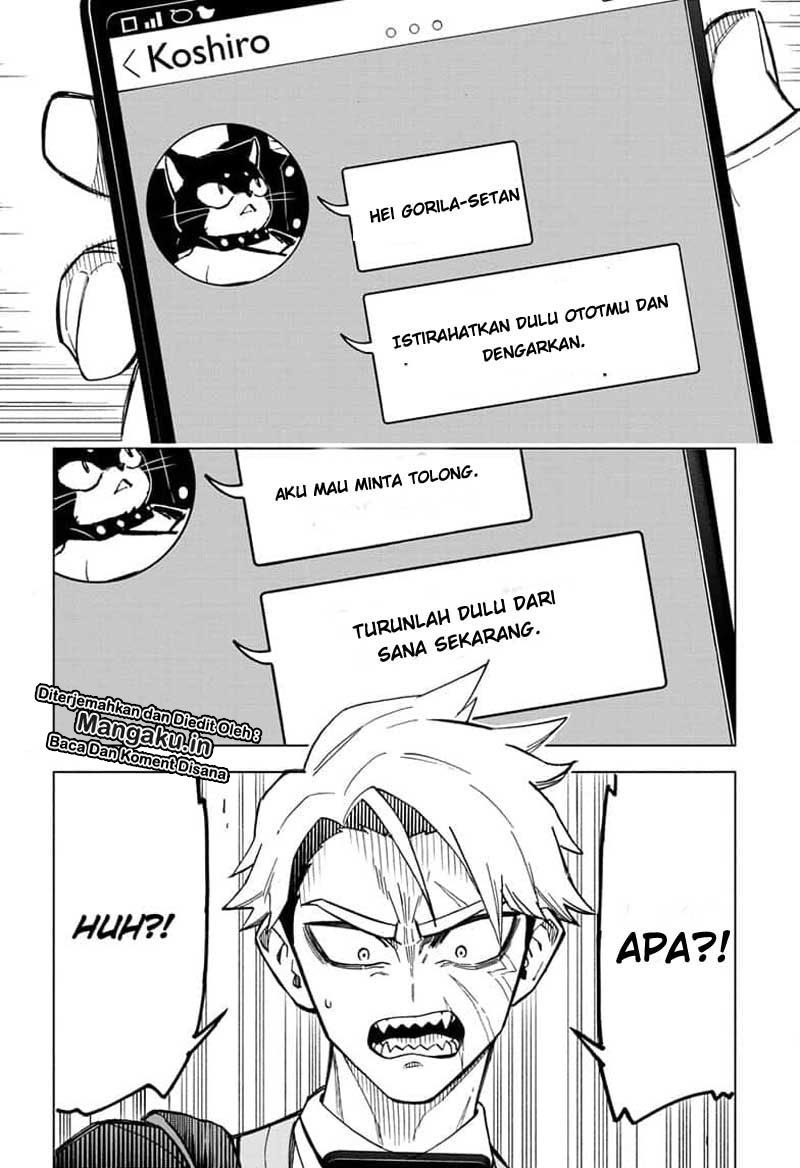 Koshiro
HEI GORILA-SETAN
ISTIRAHATKAN DULU OTOTMU DAN
DENGARKAN.
AKU MAU MINTA TOLONG.
TURUNLAH DULU DARI
SANA SEKARANG.
Diterjemahkan dan Diedit Oleh :
Mangaku.in
Baca Dan Koment Disana
APA?!
HUH?!